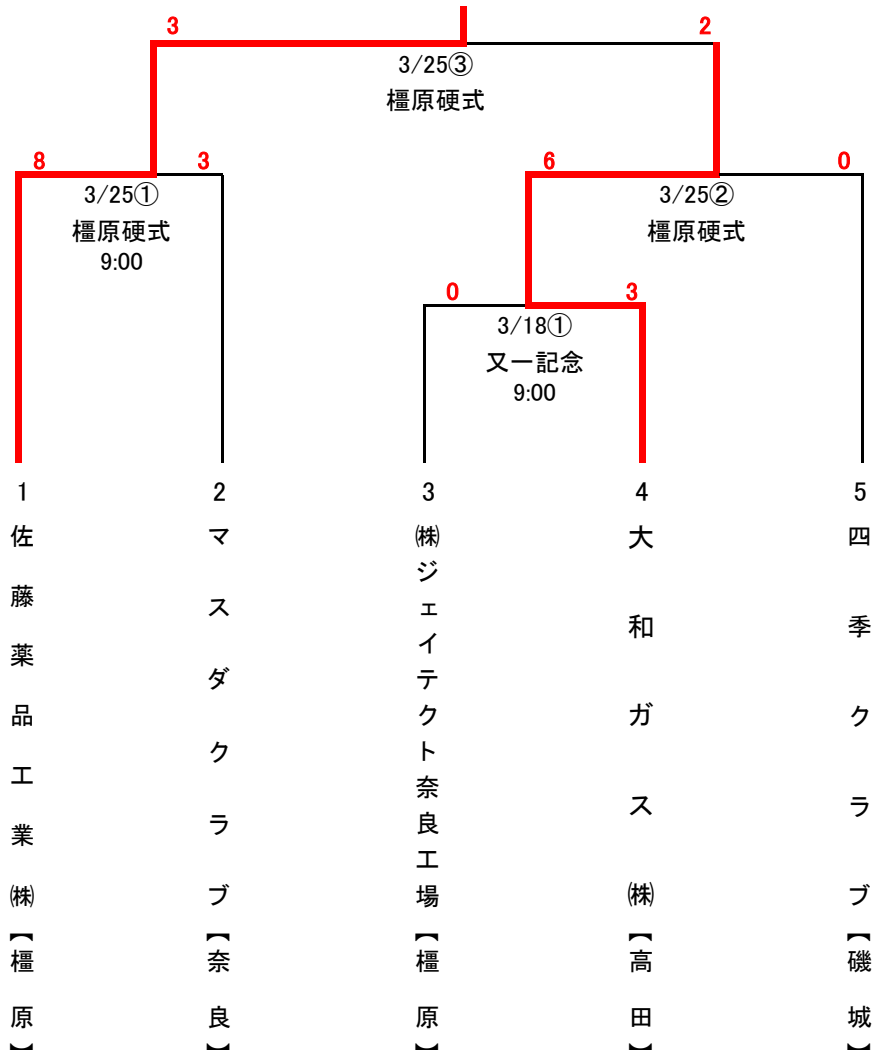 3
2
3/25③
橿原硬式
8
3
6
0
3/25①
橿原硬式
9:00
3/25②
橿原硬式
0
3
3/18①
又一記念
9:00
1
2
3
4
5
佐藤薬品工業㈱【橿原】
マスダクラブ【奈良】
㈱ジェイテクト奈良工場【橿原】
大和ガス㈱【高田】
四季クラブ【磯城】